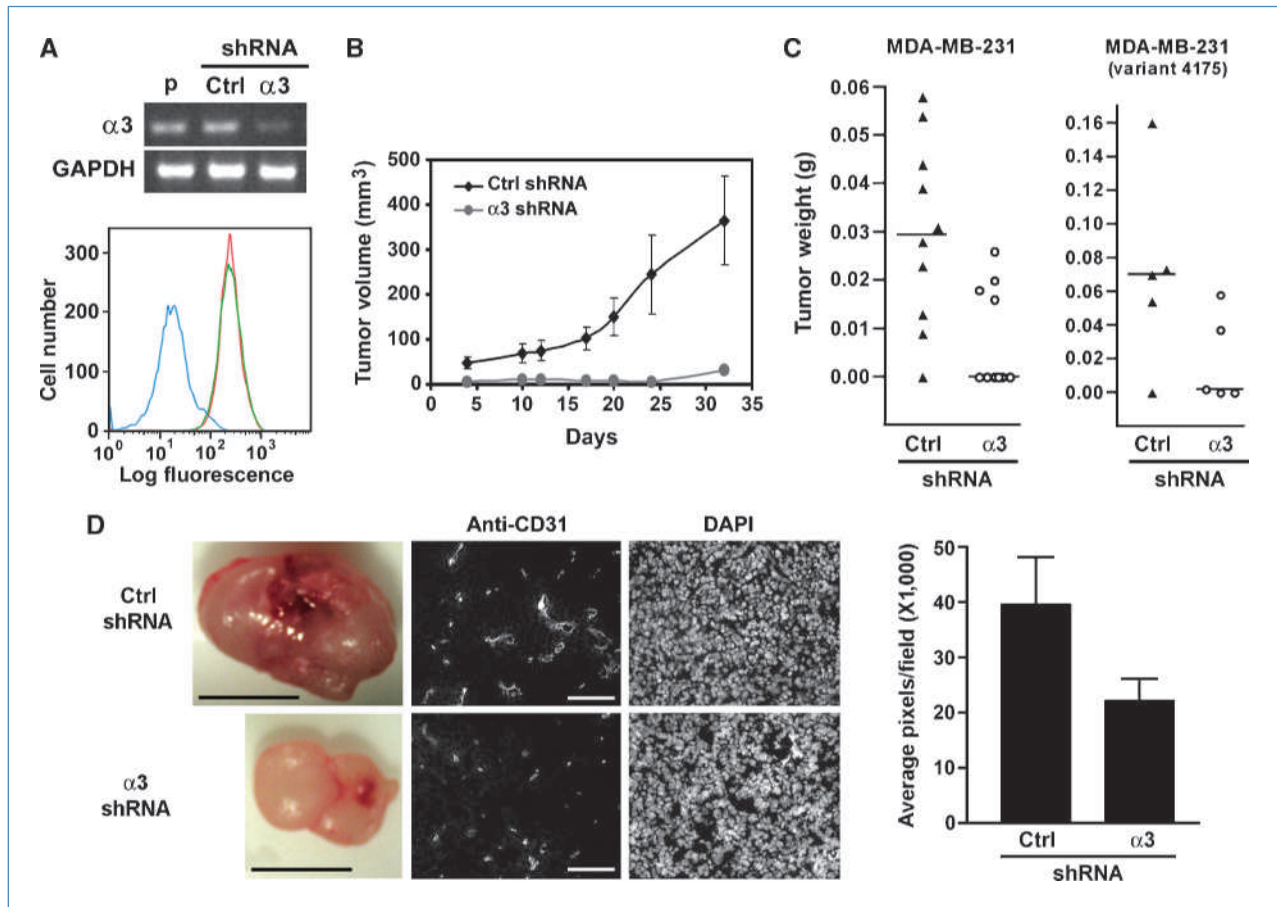 A
shRNA
p Ctrl α3
α3
GAPDH
300
200
100
0
Cell number
10⁰ 10¹ 10² 10³
Log fluorescence
B
500
400
300
200
100
0
Tumor volume (mm³)
Ctrl shRNA
α3 shRNA
0 5 10 15 20 25 30 35
Days
C
MDA-MB-231
0.06
0.05
0.04
0.03
0.02
0.01
0.00
Tumor weight (g)
Ctrl α3
shRNA
MDA-MB-231
(variant 4175)
0.16
0.14
0.12
0.10
0.08
0.06
0.04
0.02
0.00
Ctrl α3
shRNA
D
Anti-CD31 DAPI
Ctrl
shRNA
α3
shRNA
50
40
30
20
10
0
Average pixels/field (X1,000)
Ctrl α3
shRNA